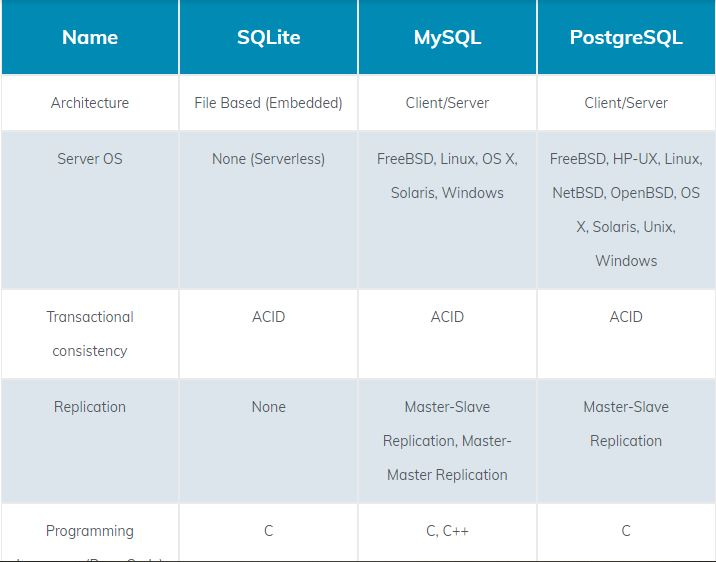 Name SQLite MySQL PostgreSQL
Architecture File Based (Embedded) Client/Server Client/Server
Server OS None (Serverless) FreeBSD, Linux, OS X, FreeBSD, HP-UX, Linux,
Solaris, Windows NetBSD, OpenBSD, OS
X, Solaris, Unix,
Windows
Transactional ACID ACID ACID
consistency
Replication None Master-Slave Master-Slave
Replication, Master- Replication
Master Replication
Programming C C, C++ C